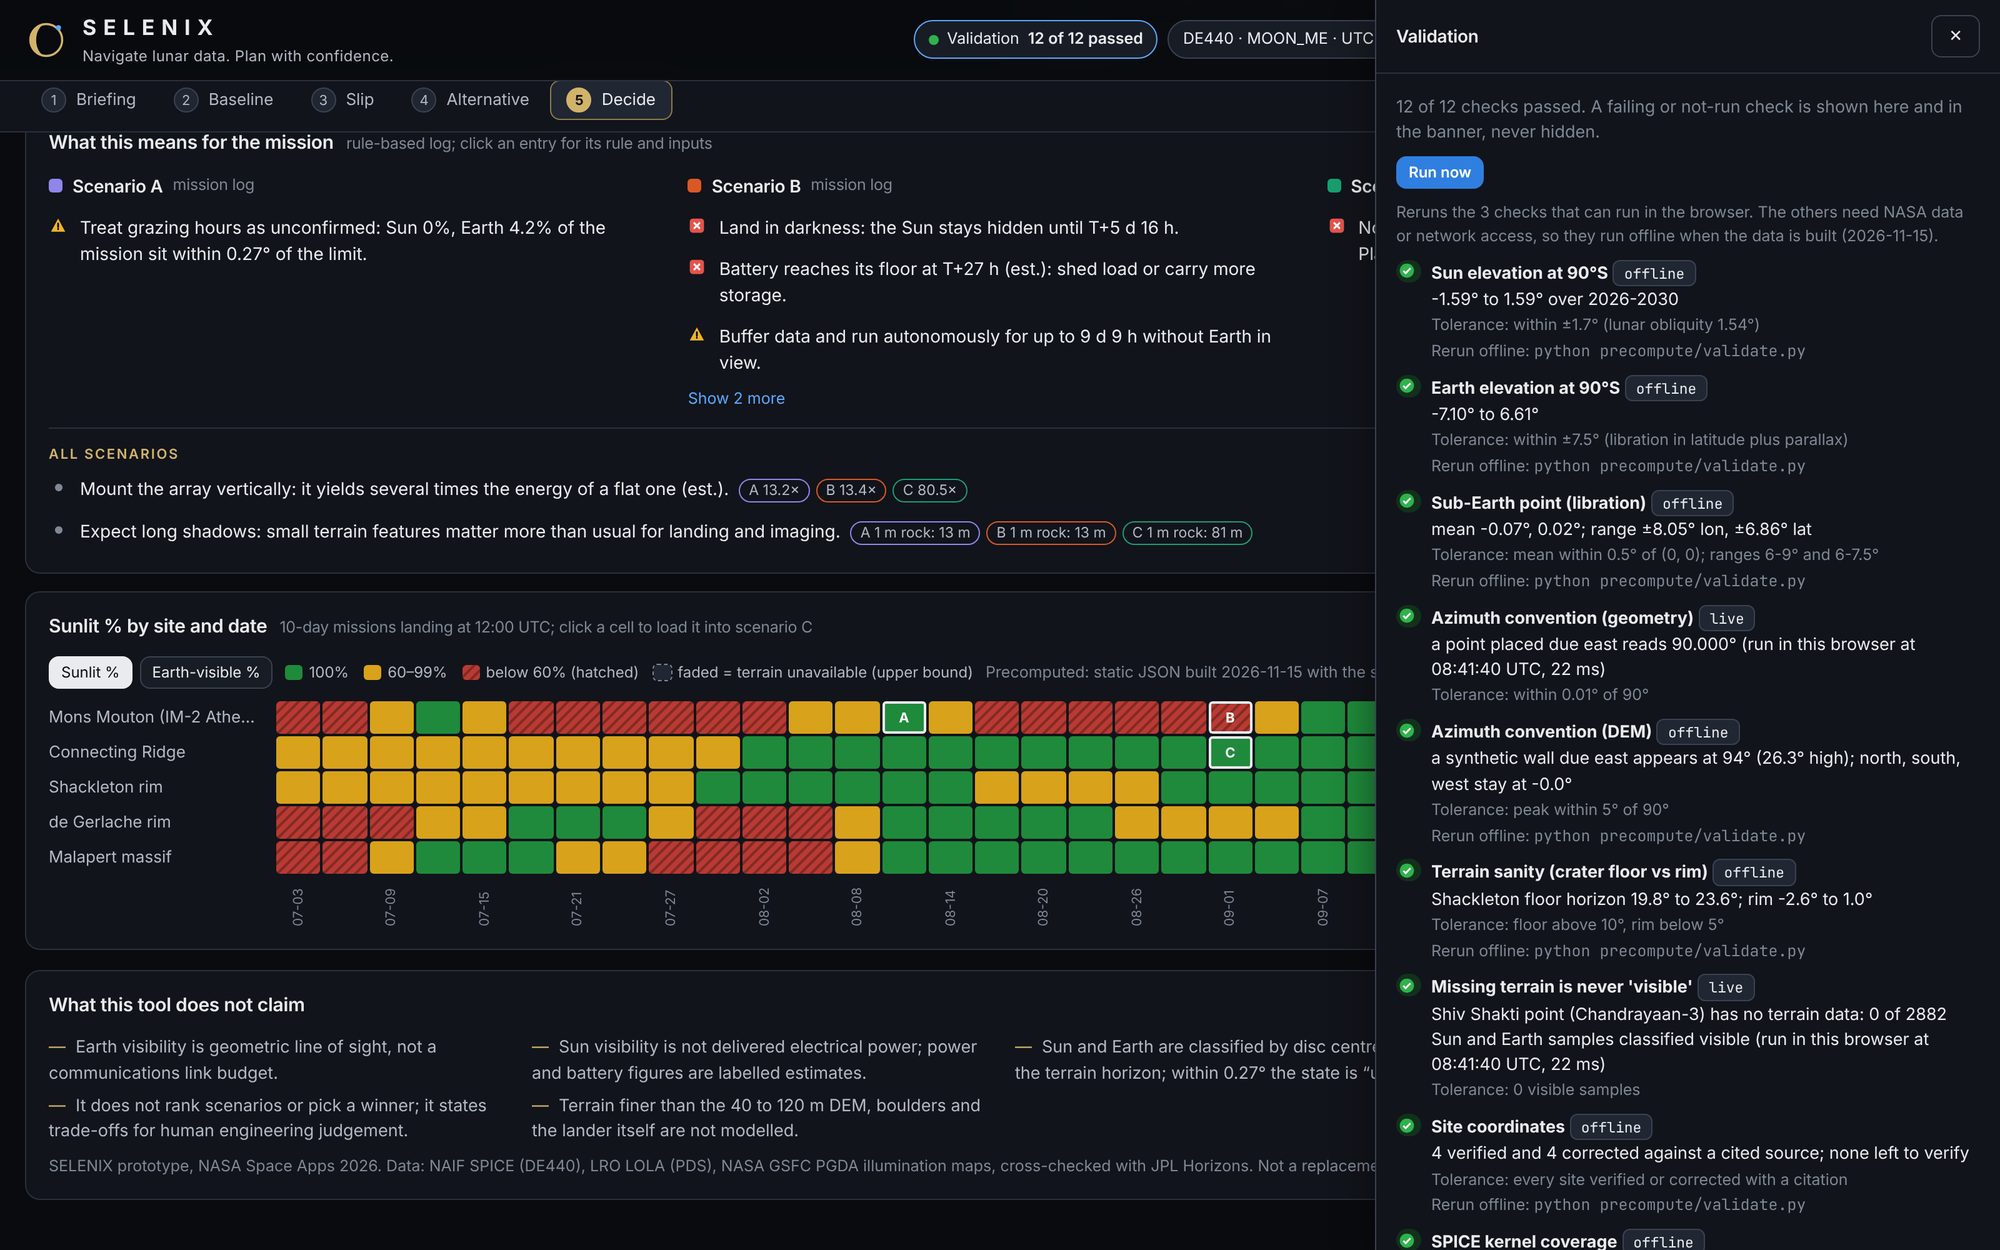 SELENIX
Navigate lunar data. Plan with confidence.
Validation 12 of 12 passed
DE440 · MOON_ME · UTC
1 Briefing
2 Baseline
3 Slip
4 Alternative
5 Decide
What this means for the mission rule-based log; click an entry for its rule and inputs
Scenario A mission log
Treat grazing hours as unconfirmed: Sun 0%, Earth 4.2% of the
mission sit within 0.27° of the limit.
Scenario B mission log
Land in darkness: the Sun stays hidden until T+5 d 16 h.
Battery reaches its floor at T+27 h (est.): shed load or carry more
storage.
Buffer data and run autonomously for up to 9 d 9 h without Earth in
view.
Show 2 more
ALL SCENARIOS
Mount the array vertically: it yields several times the energy of a flat one (est.). A 13.2× B 13.4× C 80.5×
Expect long shadows: small terrain features matter more than usual for landing and imaging. A 1 m rock: 13 m B 1 m rock: 13 m C 1 m rock: 81 m
Sunlit % by site and date 10-day missions landing at 12:00 UTC; click a cell to load it into scenario C
Sunlit % Earth-visible % 100% 60–99% below 60% (hatched) faded = terrain unavailable (upper bound) Precomputed: static JSON built 2026-11-15 with the
Mons Mouton (IM-2 Athe... A B
Connecting Ridge C
Shackleton rim
de Gerlache rim
Malapert massif
07-03 07-09 07-15 07-21 07-27 08-02 08-08 08-14 08-20 08-26 09-01 09-07
What this tool does not claim
— Earth visibility is geometric line of sight, not a
communications link budget.
— Sun visibility is not delivered electrical power; power
and battery figures are labelled estimates.
— Sun and Earth are classified by disc centre
the terrain horizon; within 0.27° the state is
— It does not rank scenarios or pick a winner; it states
trade-offs for human engineering judgement.
— Terrain finer than the 40 to 120 m DEM, boulders and
the lander itself are not modelled.
SELENIX prototype, NASA Space Apps 2026. Data: NAIF SPICE (DE440), LRO LOLA (PDS), NASA GSFC PGDA illumination maps, cross-checked with JPL Horizons. Not a
Validation
×
12 of 12 checks passed. A failing or not-run check is shown here and in
the banner, never hidden.
Run now
Reruns the 3 checks that can run in the browser. The others need NASA data
or network access, so they run offline when the data is built (2026-11-15).
Sun elevation at 90°S offline
-1.59° to 1.59° over 2026-2030
Tolerance: within ±1.7° (lunar obliquity 1.54°)
Rerun offline: python precompute/validate.py
Earth elevation at 90°S offline
-7.10° to 6.61°
Tolerance: within ±7.5° (libration in latitude plus parallax)
Rerun offline: python precompute/validate.py
Sub-Earth point (libration) offline
mean -0.07°, 0.02°; range ±8.05° lon, ±6.86° lat
Tolerance: mean within 0.5° of (0, 0); ranges 6-9° and 6-7.5°
Rerun offline: python precompute/validate.py
Azimuth convention (geometry) live
a point placed due east reads 90.000° (run in this browser at
08:41:40 UTC, 22 ms)
Tolerance: within 0.01° of 90°
Azimuth convention (DEM) offline
a synthetic wall due east appears at 94° (26.3° high); north, south,
west stay at -0.0°
Tolerance: peak within 5° of 90°
Rerun offline: python precompute/validate.py
Terrain sanity (crater floor vs rim) offline
Shackleton floor horizon 19.8° to 23.6°; rim -2.6° to 1.0°
Tolerance: floor above 10°, rim below 5°
Rerun offline: python precompute/validate.py
Missing terrain is never 'visible' live
Shiv Shakti point (Chandrayaan-3) has no terrain data: 0 of 2882
Sun and Earth samples classified visible (run in this browser at
08:41:40 UTC, 22 ms)
Tolerance: 0 visible samples
Site coordinates offline
4 verified and 4 corrected against a cited source; none left to verify
Tolerance: every site verified or corrected with a citation
Rerun offline: python precompute/validate.py
SPICE kernel coverage offline